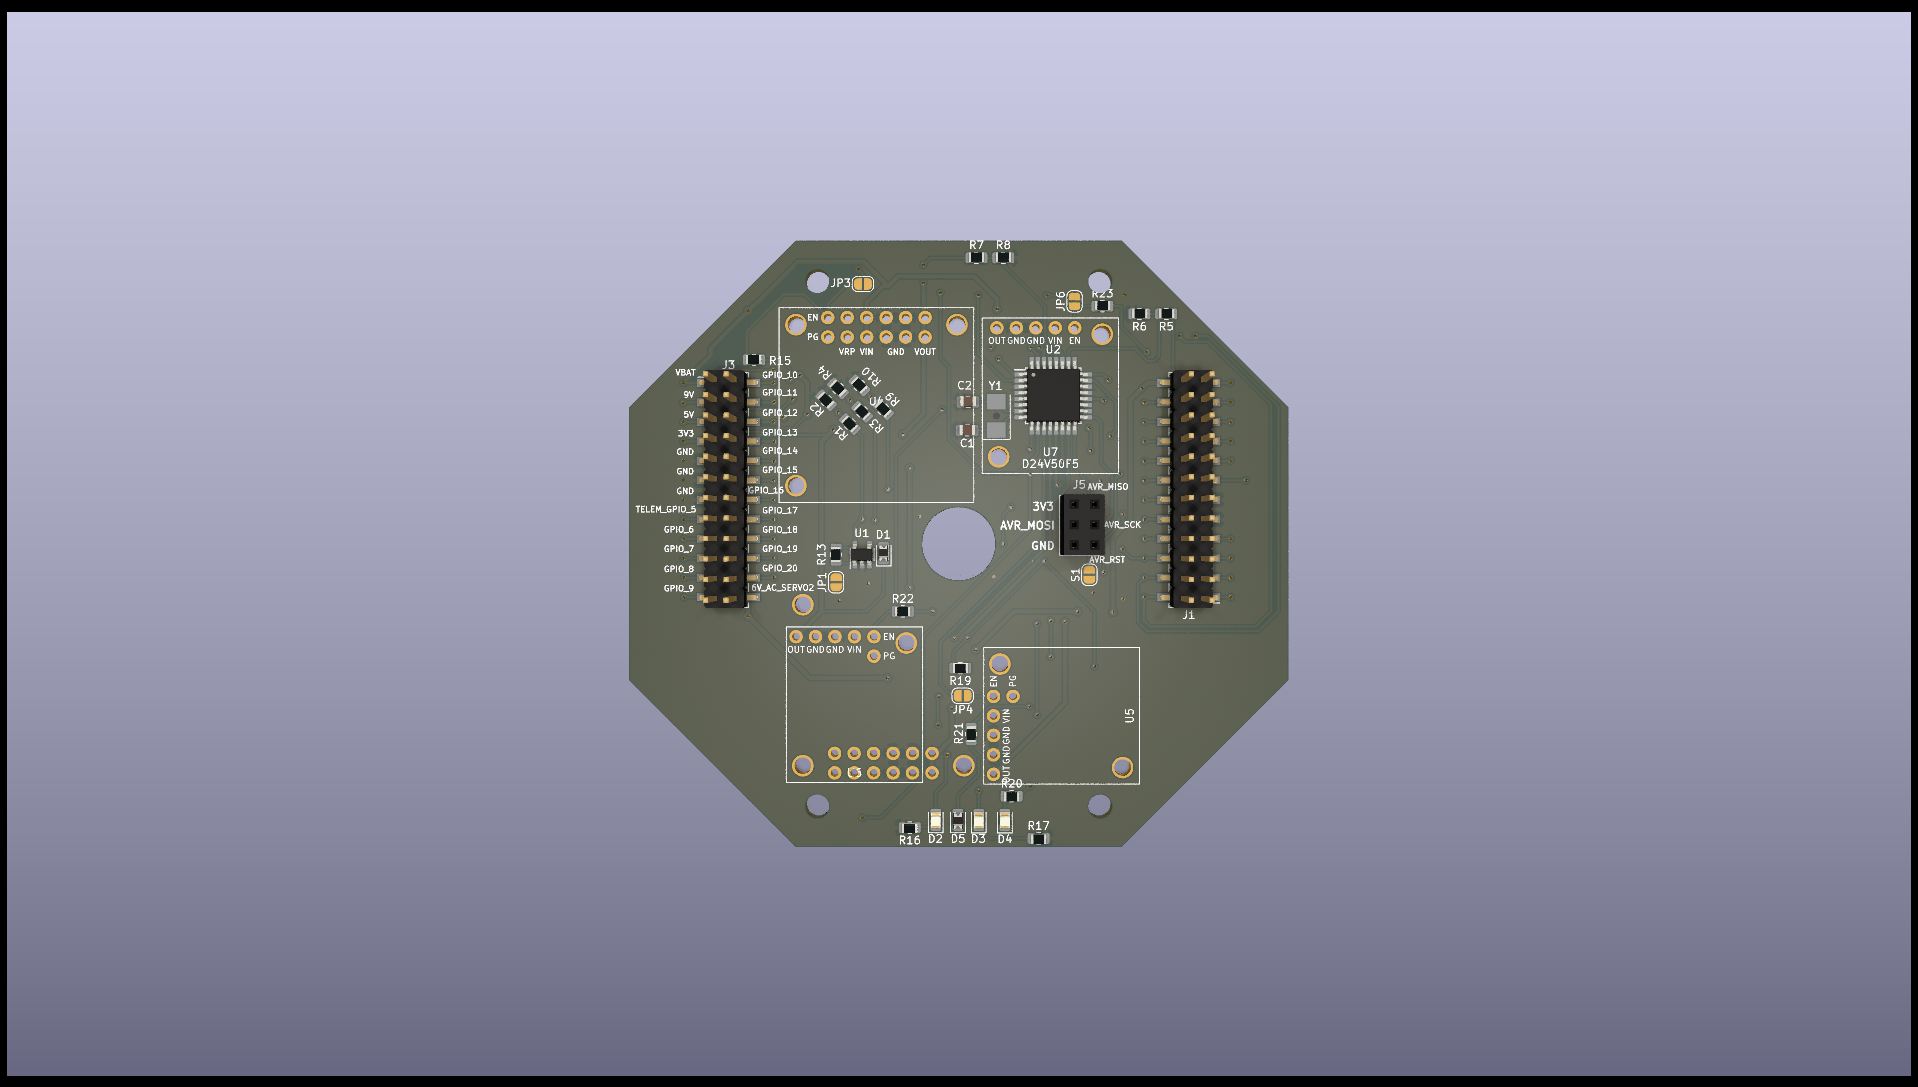 R7 R8
JP3
JP6
R23
R6 R5
EN
PG
VRP VIN GND VOUT
OUT GND GND VIN EN
U2
R15
J3
VBAT
9V
5V
3V3
GND
GND
GND
TELEM_GPIO_5
GPIO_6
GPIO_7
GPIO_8
GPIO_9
GPIO_10
GPIO_11
GPIO_12
GPIO_13
GPIO_14
GPIO_15
GPIO_16
GPIO_17
GPIO_18
GPIO_19
GPIO_20
6V_AC_SERVO2
R4
R10
R2
R9
R3
R1
C2
Y1
C1
U7
D24V50F5
J5
AVR_MISO
3V3
AVR_MOSI
AVR_SCK
GND
AVR_RST
S1
J1
U1 D1
R13
JP1
R22
EN
OUT GND GND VIN
PG
R19
JP4
R21
EN
PG
VIN
GND
GND
U5
R20
R16
D2 D5 D3 D4
R17